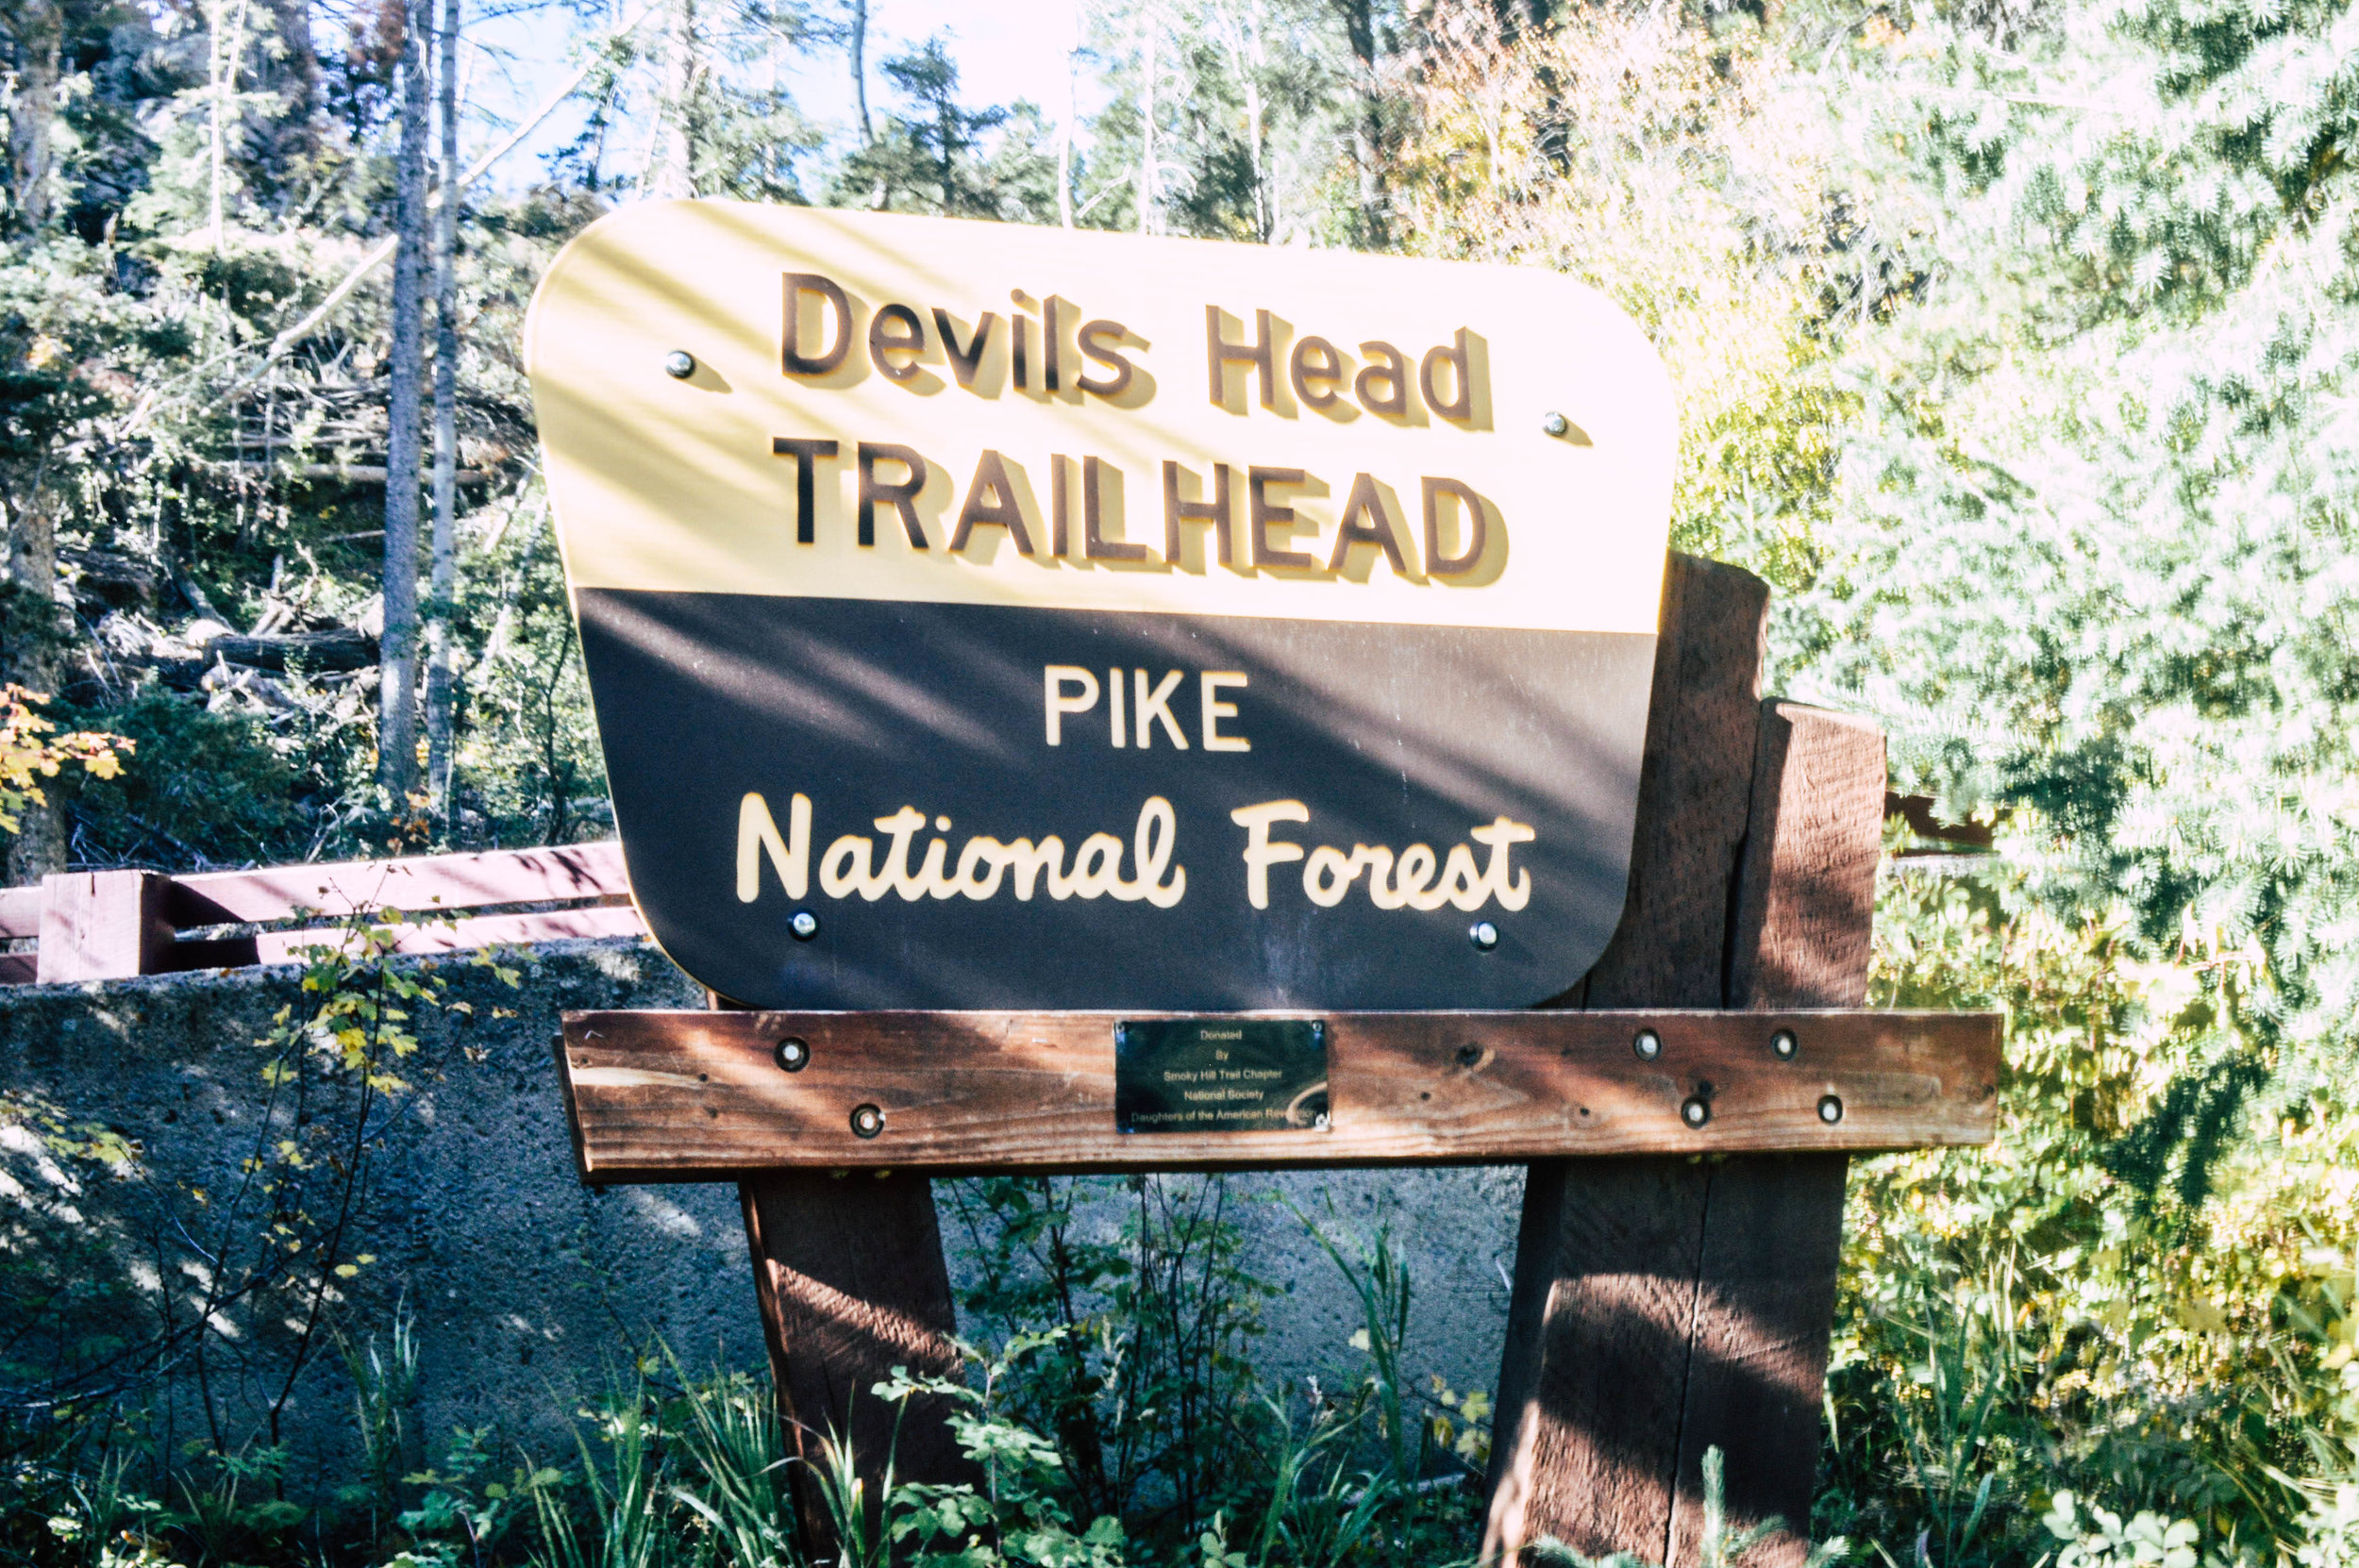 Devils Head
TRAILHEAD
PIKE
National Forest
Donated
By
Smoky Hill Trail Chapter
National Society
Daughters of the American Revolution